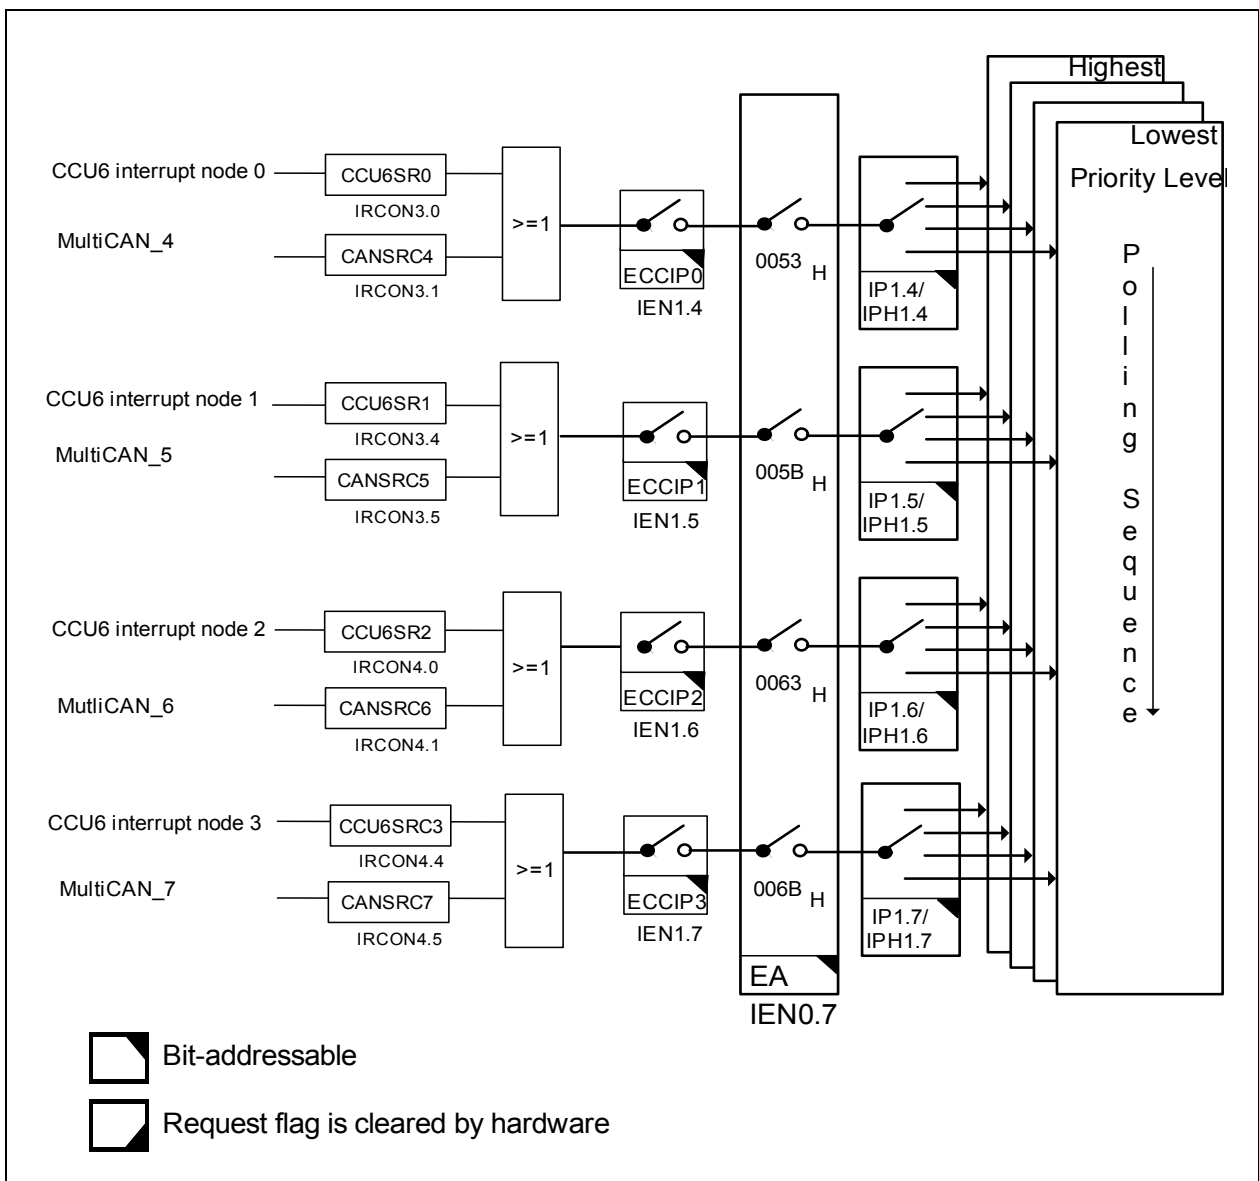 Highest
Lowest
Priority Level
CCU6 interrupt node 0
CCU6SR0
IRCON3.0
MultiCAN_4
CANSRC4
IRCON3.1
>=1
ECCIP0
IEN1.4
0053 H
IP1.4/
IPH1.4
CCU6 interrupt node 1
CCU6SR1
IRCON3.4
MultiCAN_5
CANSRC5
IRCON3.5
>=1
ECCIP1
IEN1.5
005B H
IP1.5/
IPH1.5
CCU6 interrupt node 2
CCU6SR2
IRCON4.0
MutliCAN_6
CANSRC6
IRCON4.1
>=1
ECCIP2
IEN1.6
0063 H
IP1.6/
IPH1.6
CCU6 interrupt node 3
CCU6SRC3
IRCON4.4
MultiCAN_7
CANSRC7
IRCON4.5
>=1
ECCIP3
IEN1.7
006B H
IP1.7/
IPH1.7
EA
IEN0.7
Polling Sequence
Bit-addressable
Request flag is cleared by hardware